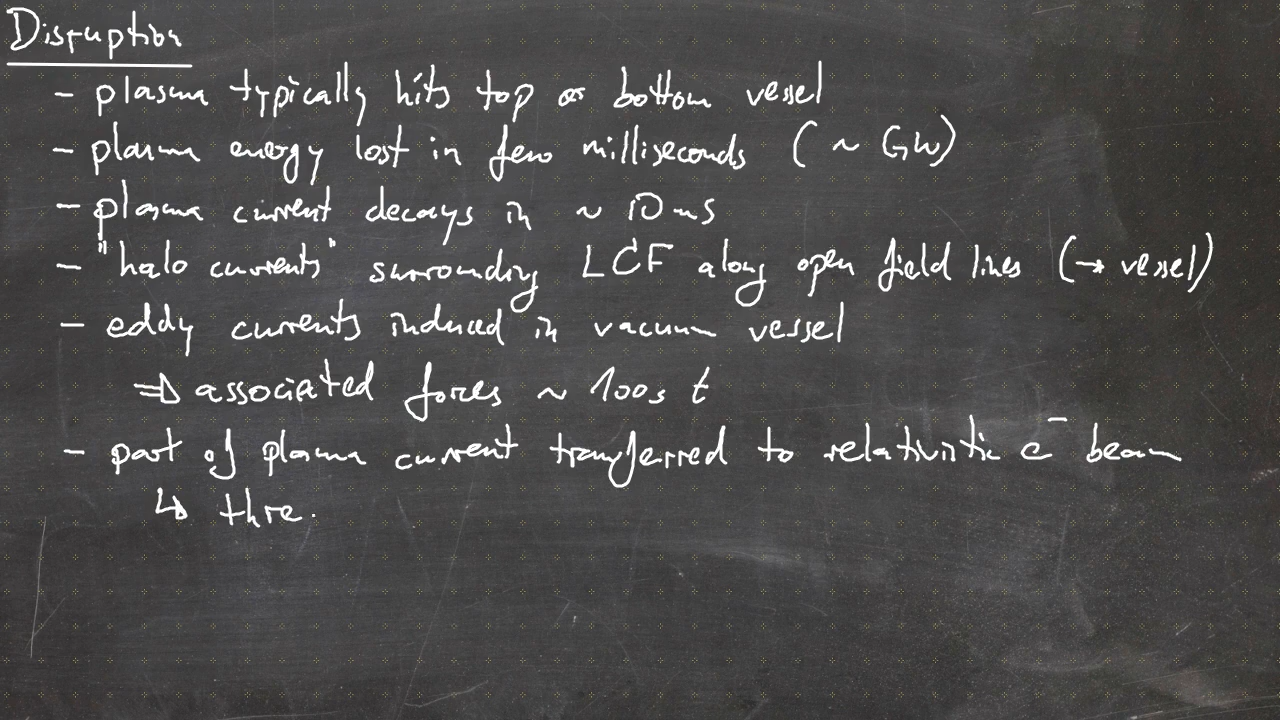 Disruption
- plasma typically hits top or bottom vessel
- plasma energy lost in few milliseconds (~ GW)
- plasma current decays in ~ 10 ms
- "halo currents" surrounding LCF along open field lines (→ vessel)
- eddy currents induced in vacuum vessel
⇒ associated forces ~ 100s t
- part of plasma current transferred to relativistic e⁻ beam
↳ thre.